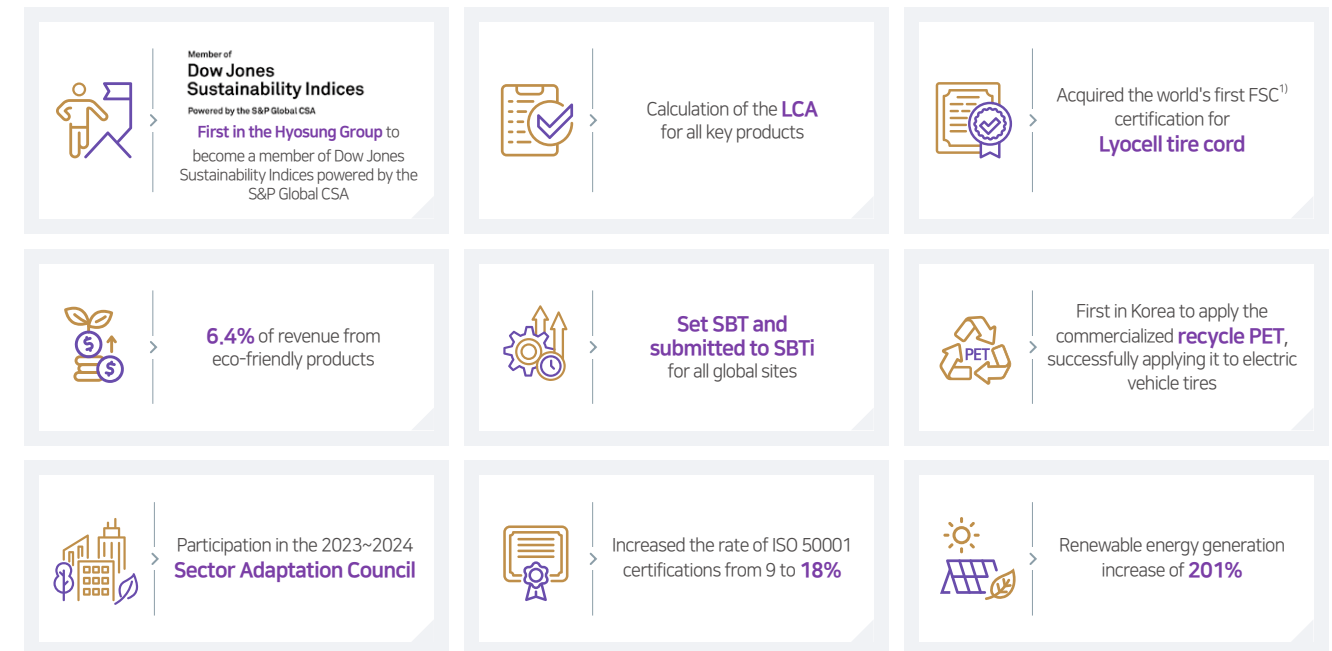 Member of
Dow Jones
Sustainability Indices
Powered by the S&P Global CSA
First in the Hyosung Group to
become a member of Dow Jones
Sustainability Indices powered by the
S&P Global CSA
Calculation of the LCA
for all key products
Acquired the world's first FSC1)
certification for
Lyocell tire cord
6.4% of revenue from
eco-friendly products
Set SBT and
submitted to SBTi
for all global sites
PET
First in Korea to apply the
commercialized recycle PET,
successfully applying it to electric
vehicle tires
Participation in the 2023~2024
Sector Adaptation Council
Increased the rate of ISO 50001
certifications from 9 to 18%
Renewable energy generation
increase of 201%